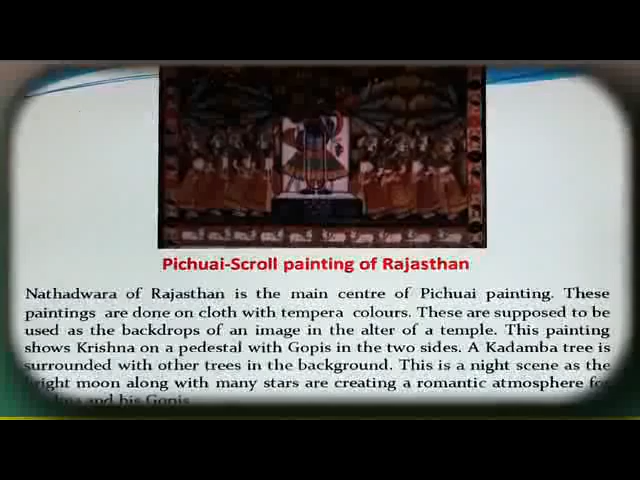 Pichuai-Scroll painting of Rajasthan
Nathadwara of Rajasthan is the main centre of Pichuai painting. These
paintings are done on cloth with tempera colours. These are supposed to be
used as the backdrops of an image in the alter of a temple. This painting
shows Krishna on a pedestal with Gopis in the two sides. A Kadamba tree is
surrounded with other trees in the background. This is a night scene as the
bright moon along with many stars are creating a romantic atmosphere for
and his Gopis